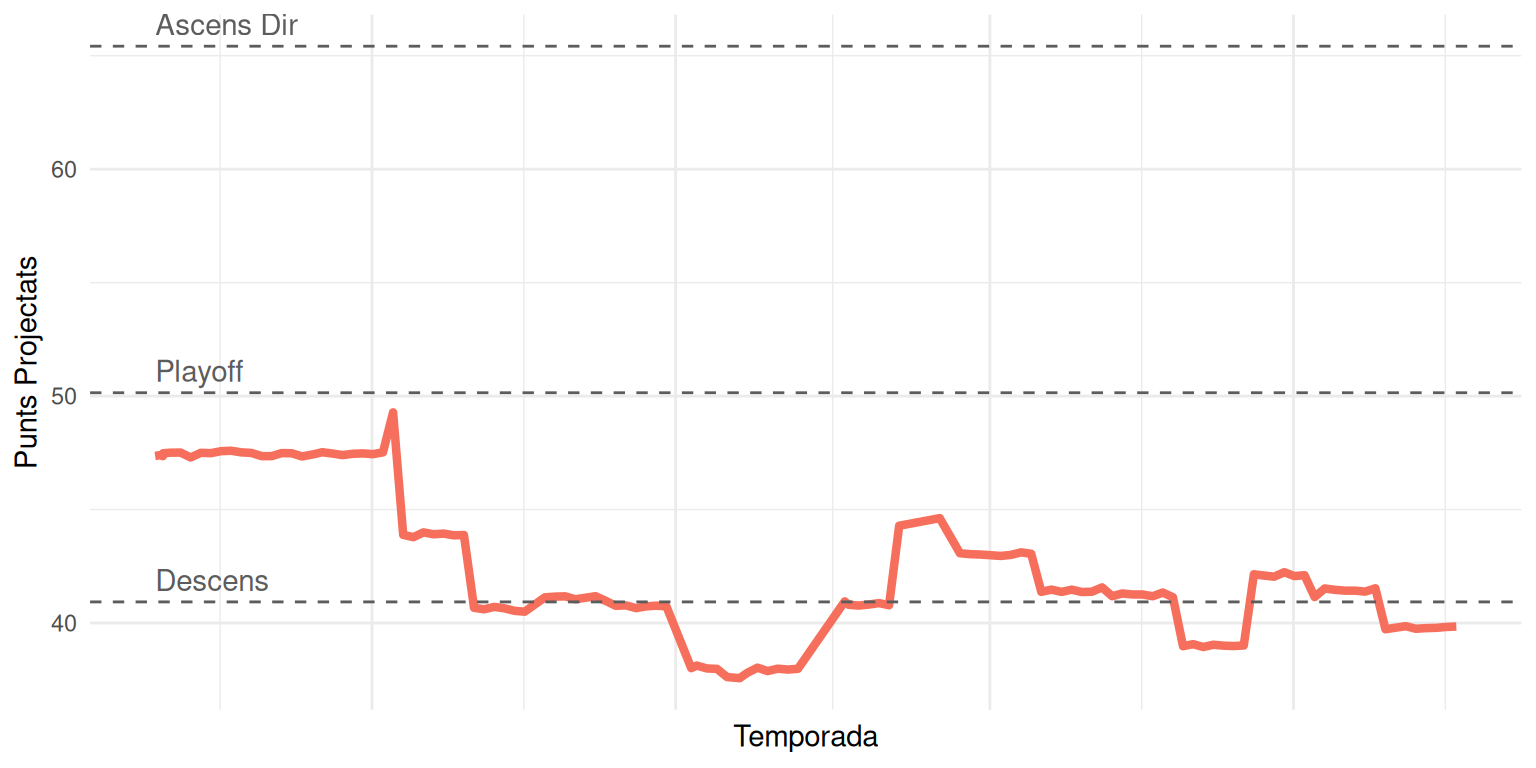 Ascens Dir
60
Punts Projectats
Playoff
50
Descens
40
Temporada